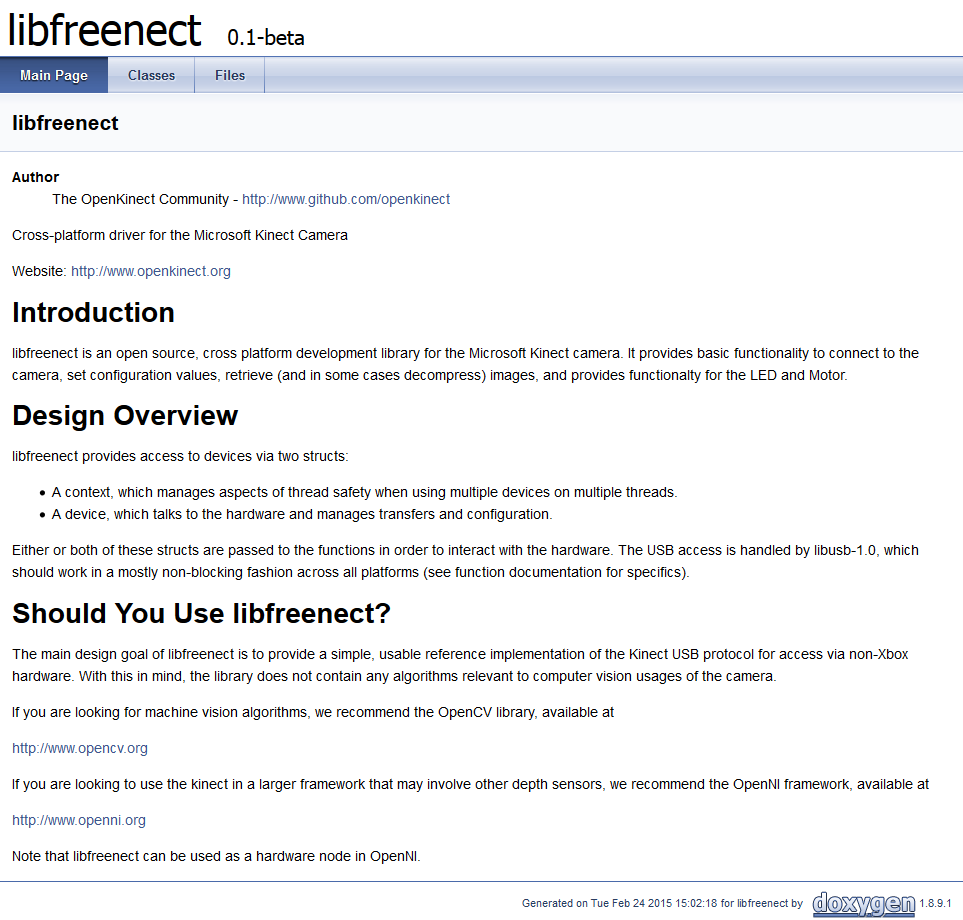 libfreenect 0.1-beta
Main Page Classes Files
libfreenect
Author
The OpenKinect Community - http://www.github.com/openkinect
Cross-platform driver for the Microsoft Kinect Camera
Website: http://www.openkinect.org
Introduction
libfreenect is an open source, cross platform development library for the Microsoft Kinect camera. It provides basic functionality to connect to the
camera, set configuration values, retrieve (and in some cases decompress) images, and provides functionalty for the LED and Motor.
Design Overview
libfreenect provides access to devices via two structs:
• A context, which manages aspects of thread safety when using multiple devices on multiple threads.
• A device, which talks to the hardware and manages transfers and configuration.
Either or both of these structs are passed to the functions in order to interact with the hardware. The USB access is handled by libusb-1.0, which
should work in a mostly non-blocking fashion across all platforms (see function documentation for specifics).
Should You Use libfreenect?
The main design goal of libfreenect is to provide a simple, usable reference implementation of the Kinect USB protocol for access via non-Xbox
hardware. With this in mind, the library does not contain any algorithms relevant to computer vision usages of the camera.
If you are looking for machine vision algorithms, we recommend the OpenCV library, available at
http://www.opencv.org
If you are looking to use the kinect in a larger framework that may involve other depth sensors, we recommend the OpenNI framework, available at
http://www.openni.org
Note that libfreenect can be used as a hardware node in OpenNI.
Generated on Tue Feb 24 2015 15:02:18 for libfreenect by doxygen 1.8.9.1